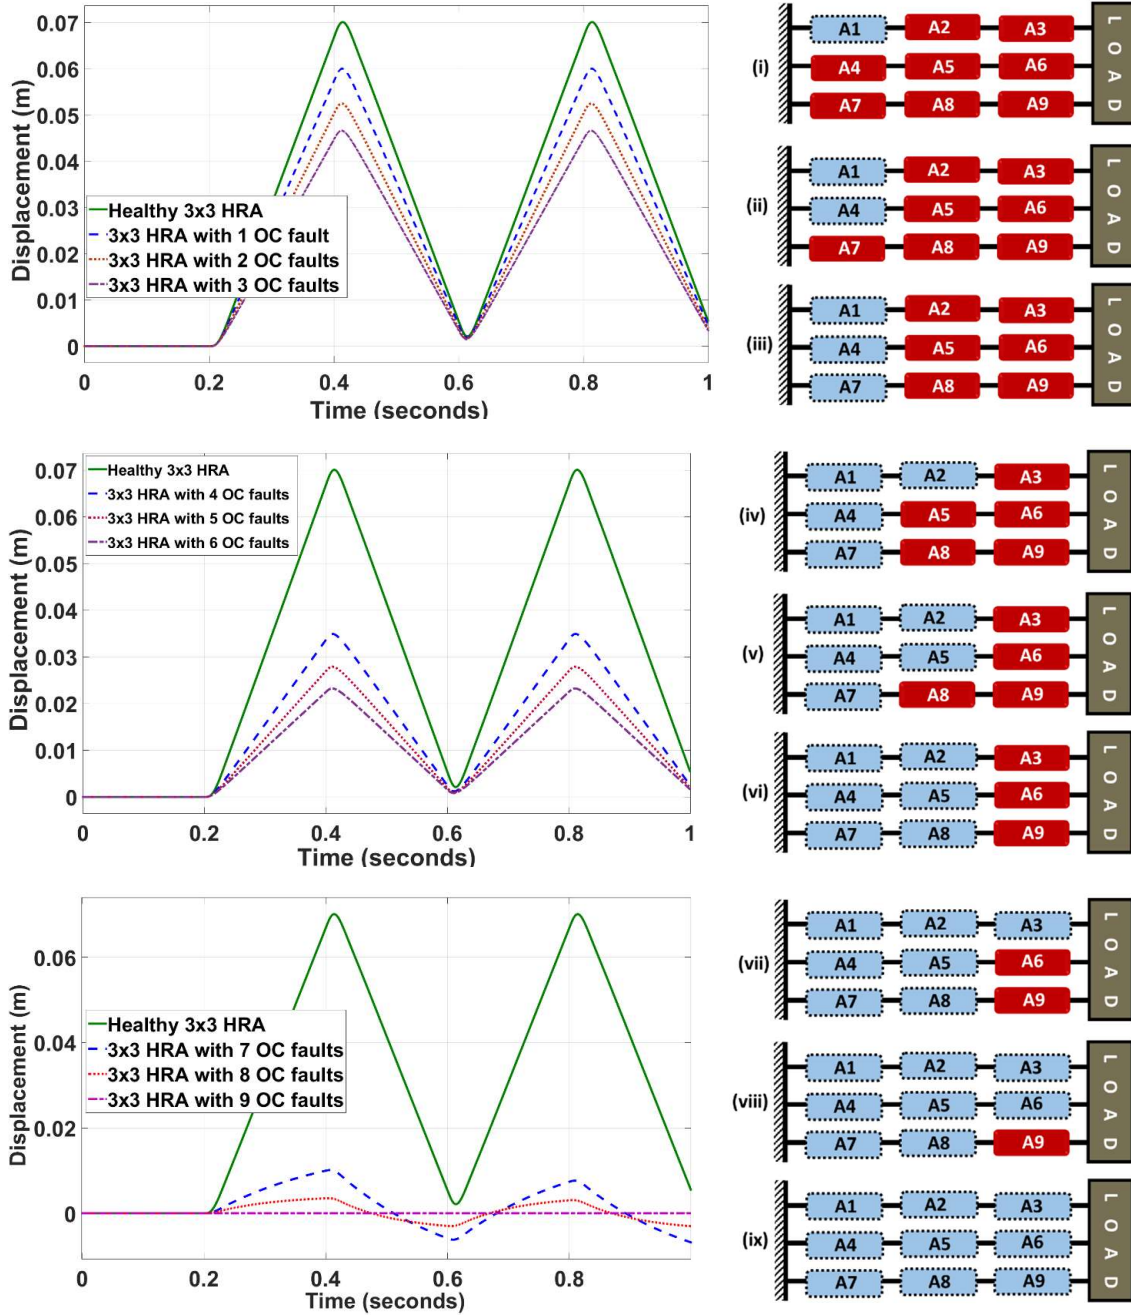 0.07
0.06
0.05
0.04
0.03
0.02
0.01
0
Displacement (m)
Healthy 3x3 HRA
3x3 HRA with 1 OC fault
3x3 HRA with 2 OC faults
3x3 HRA with 3 OC faults
0 0.2 0.4 0.6 0.8 1
Time (seconds)
(i)
A1 A2 A3
A4 A5 A6
A7 A8 A9
LOAD
(ii)
A1 A2 A3
A4 A5 A6
A7 A8 A9
LOAD
(iii)
A1 A2 A3
A4 A5 A6
A7 A8 A9
LOAD
0.07
0.06
0.05
0.04
0.03
0.02
0.01
0
Displacement (m)
Healthy 3x3 HRA
3x3 HRA with 4 OC faults
3x3 HRA with 5 OC faults
3x3 HRA with 6 OC faults
0 0.2 0.4 0.6 0.8 1
Time (seconds)
(iv)
A1 A2 A3
A4 A5 A6
A7 A8 A9
LOAD
(v)
A1 A2 A3
A4 A5 A6
A7 A8 A9
LOAD
(vi)
A1 A2 A3
A4 A5 A6
A7 A8 A9
LOAD
0.06
0.04
0.02
0
Displacement (m)
Healthy 3x3 HRA
3x3 HRA with 7 OC faults
3x3 HRA with 8 OC faults
3x3 HRA with 9 OC faults
0 0.2 0.4 0.6 0.8
Time (seconds)
(vii)
A1 A2 A3
A4 A5 A6
A7 A8 A9
LOAD
(viii)
A1 A2 A3
A4 A5 A6
A7 A8 A9
LOAD
(ix)
A1 A2 A3
A4 A5 A6
A7 A8 A9
LOAD